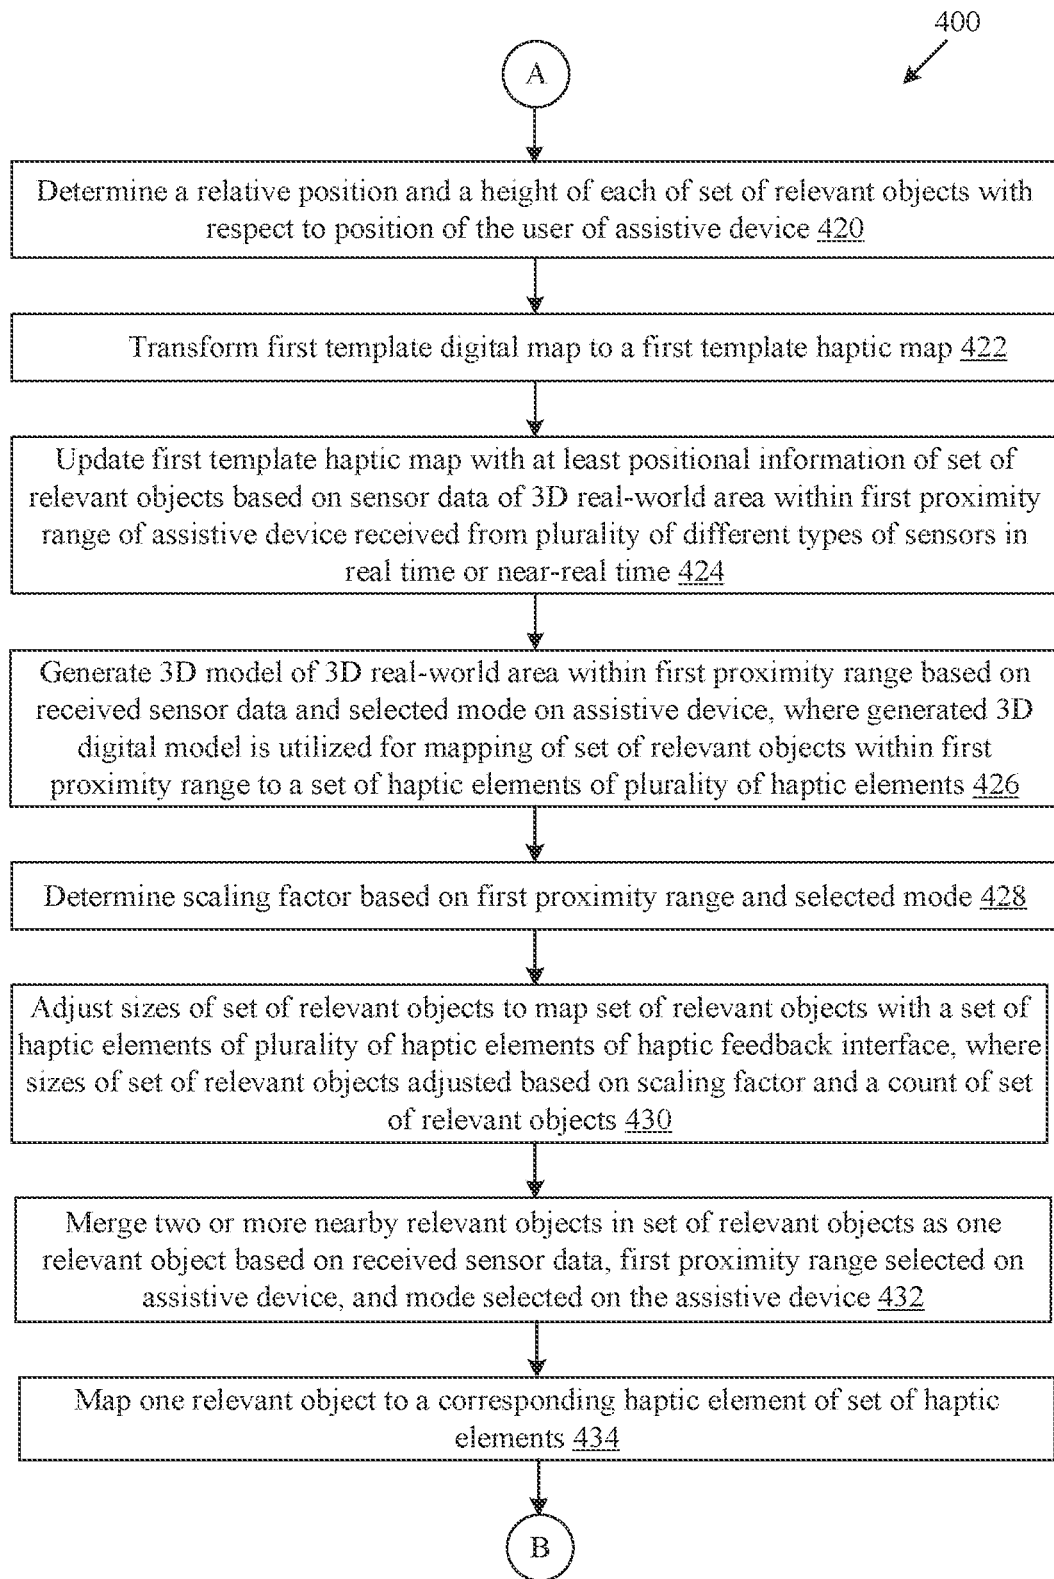 400
A
Determine a relative position and a height of each of set of relevant objects with
respect to position of the user of assistive device 420
Transform first template digital map to a first template haptic map 422
Update first template haptic map with at least positional information of set of
relevant objects based on sensor data of 3D real-world area within first proximity
range of assistive device received from plurality of different types of sensors in
real time or near-real time 424
Generate 3D model of 3D real-world area within first proximity range based on
received sensor data and selected mode on assistive device, where generated 3D
digital model is utilized for mapping of set of relevant objects within first
proximity range to a set of haptic elements of plurality of haptic elements 426
Determine scaling factor based on first proximity range and selected mode 428
Adjust sizes of set of relevant objects to map set of relevant objects with a set of
haptic elements of plurality of haptic elements of haptic feedback interface, where
sizes of set of relevant objects adjusted based on scaling factor and a count of set
of relevant objects 430
Merge two or more nearby relevant objects in set of relevant objects as one
relevant object based on received sensor data, first proximity range selected on
assistive device, and mode selected on the assistive device 432
Map one relevant object to a corresponding haptic element of set of haptic
elements 434
B